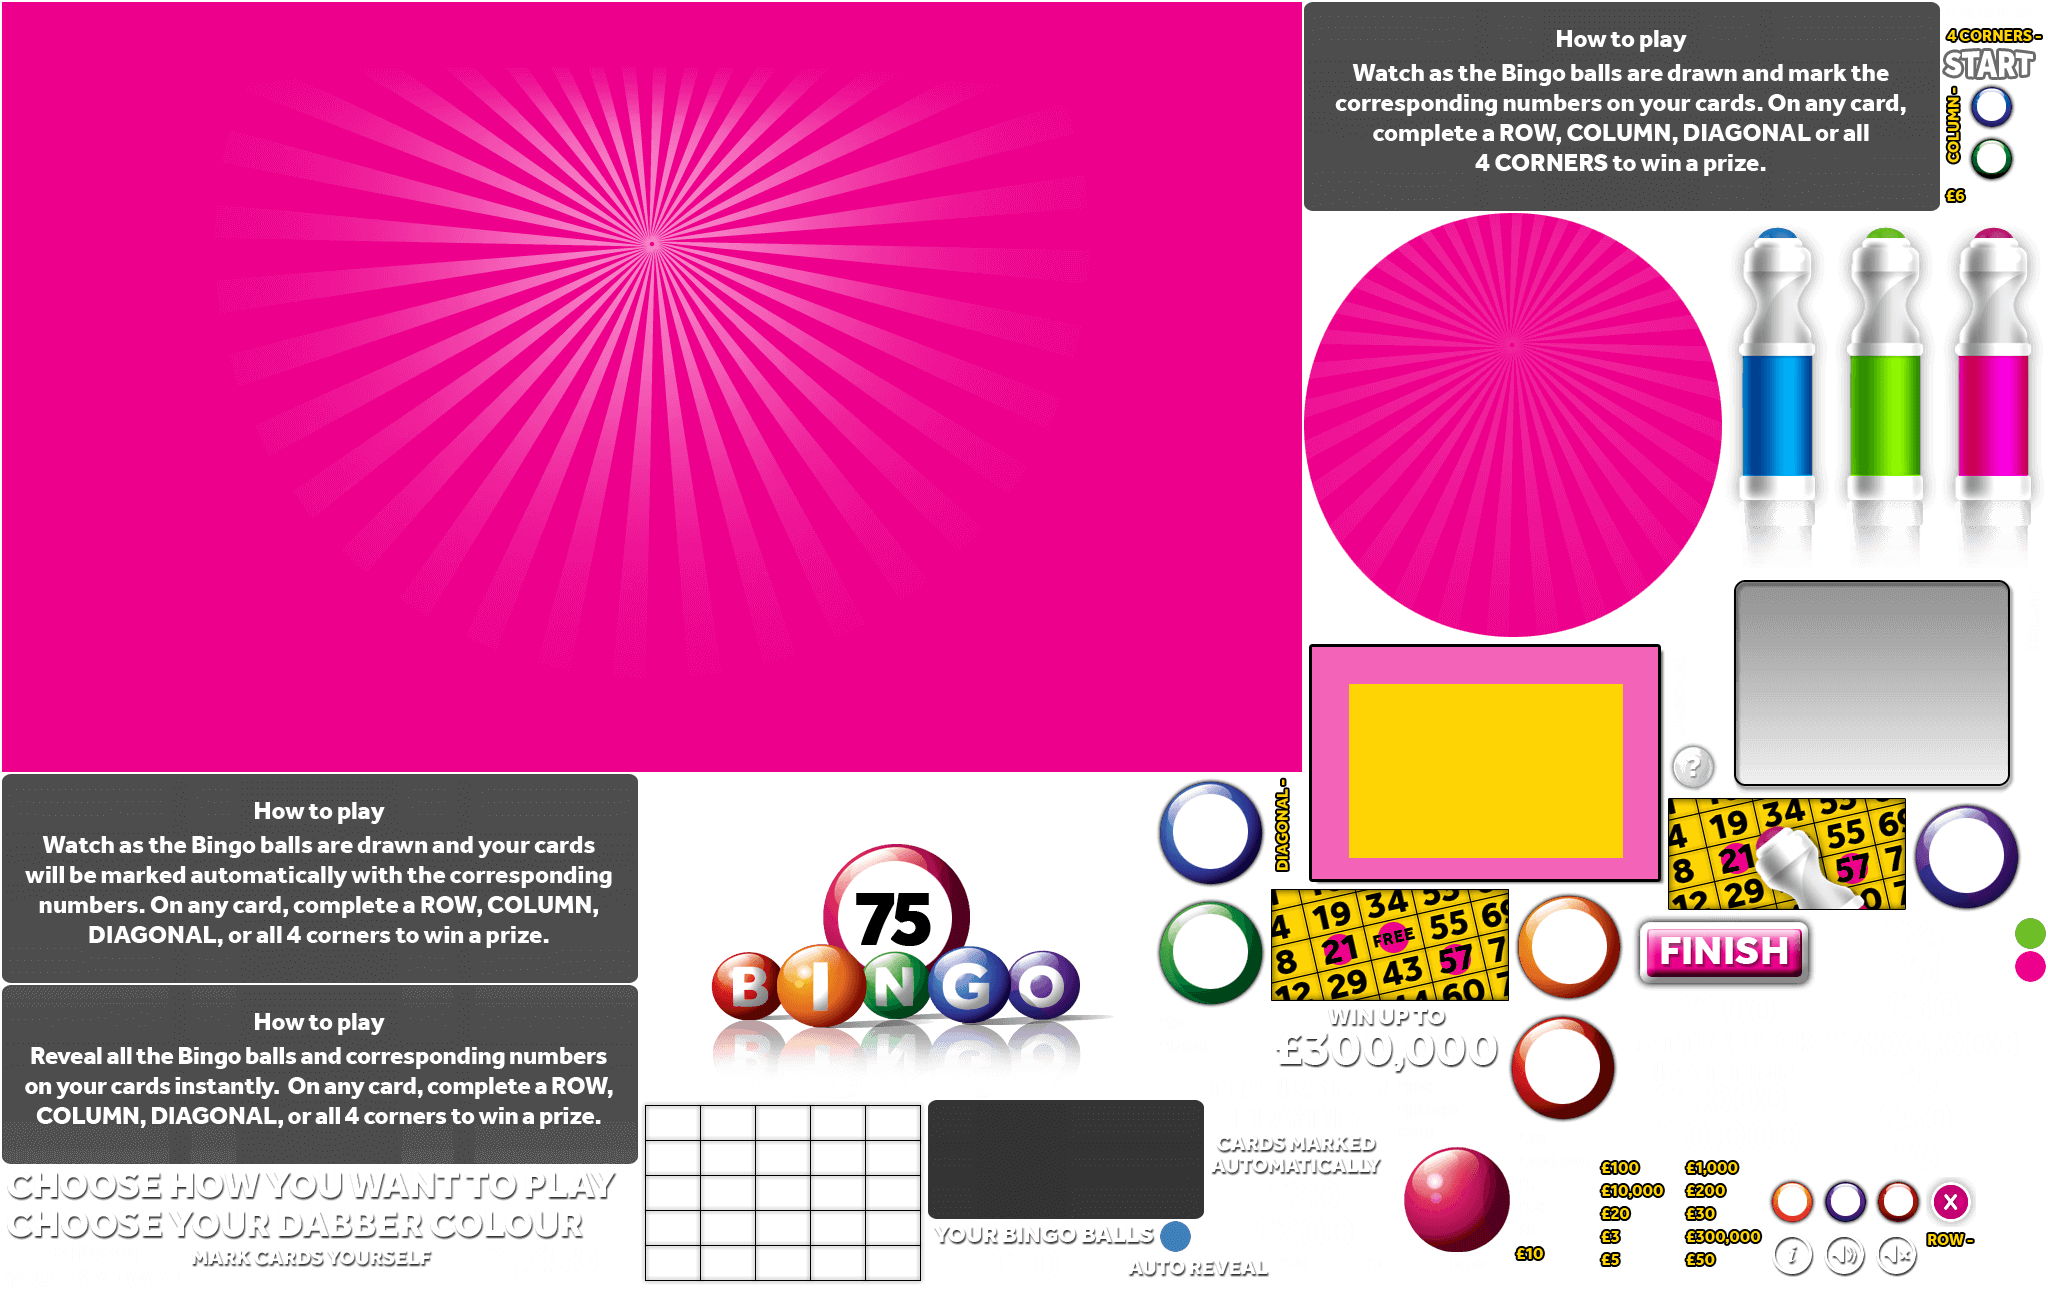 How to play
Watch as the Bingo balls are drawn and mark the
corresponding numbers on your cards. On any card,
complete a ROW, COLUMN, DIAGONAL or all
4 CORNERS to win a prize.
4 CORNERS -
START
COLUMN -
£6
How to play
Watch as the Bingo balls are drawn and your cards
will be marked automatically with the corresponding
numbers. On any card, complete a ROW, COLUMN,
DIAGONAL, or all 4 corners to win a prize.
How to play
Reveal all the Bingo balls and corresponding numbers
on your cards instantly. On any card, complete a ROW,
COLUMN, DIAGONAL, or all 4 corners to win a prize.
CHOOSE HOW YOU WANT TO PLAY
CHOOSE YOUR DABBER COLOUR
MARK CARDS YOURSELF
75
BINGO
DIAGONAL -
?
4 19 34 55 69
8 21 55
12 29 57 7
60
4 19 34 55 69
8 21 FREE 55
12 29 43 57 7
60
FINISH
WIN UP TO
£300,000
YOUR BINGO BALLS
AUTO REVEAL
CARDS MARKED
AUTOMATICALLY
£10
£100
£10,000
£20
£3
£5
£1,000
£200
£30
£300,000
£50
X
i
ROW -